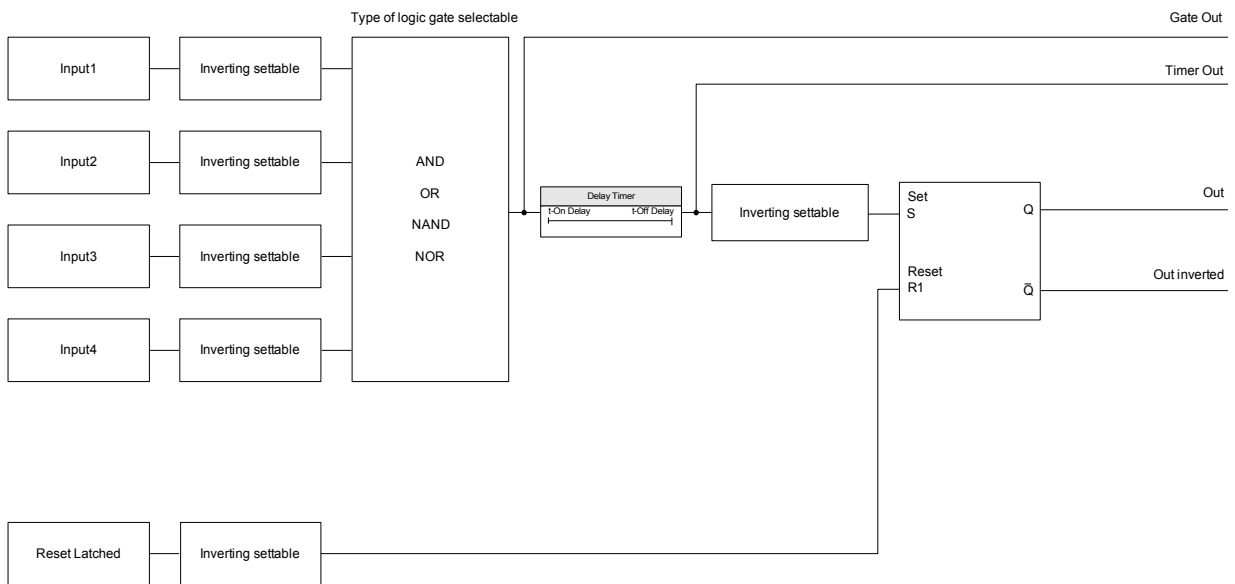 Type of logic gate selectable
Gate Out
Input1
Inverting settable
Timer Out
Input2
Inverting settable
AND
OR
NAND
NOR
Delay Timer
t-On Delay
t-Off Delay
Inverting settable
Set
S
Q
Out
Input3
Inverting settable
Reset
R1
Q̅
Out inverted
Input4
Inverting settable
Reset Latched
Inverting settable